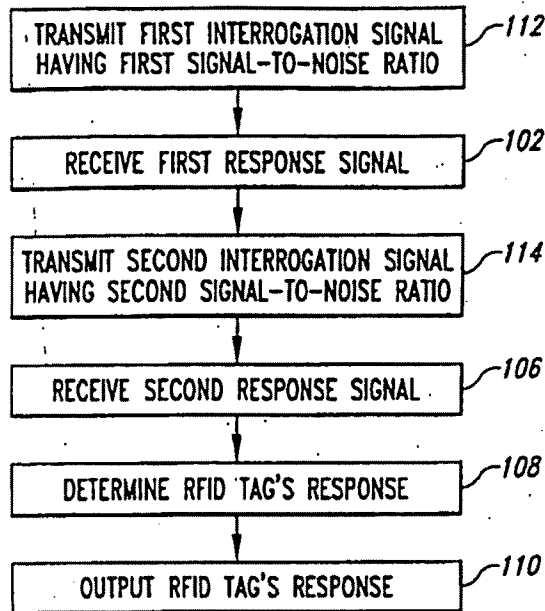 TRANSMIT FIRST INTERROGATION SIGNAL
HAVING FIRST SIGNAL-TO-NOISE RATIO
112
RECEIVE FIRST RESPONSE SIGNAL
102
TRANSMIT SECOND INTERROGATION SIGNAL
HAVING SECOND SIGNAL-TO-NOISE RATIO
114
RECEIVE SECOND RESPONSE SIGNAL
106
DETERMINE RFID TAG'S RESPONSE
108
OUTPUT RFID TAG'S RESPONSE
110